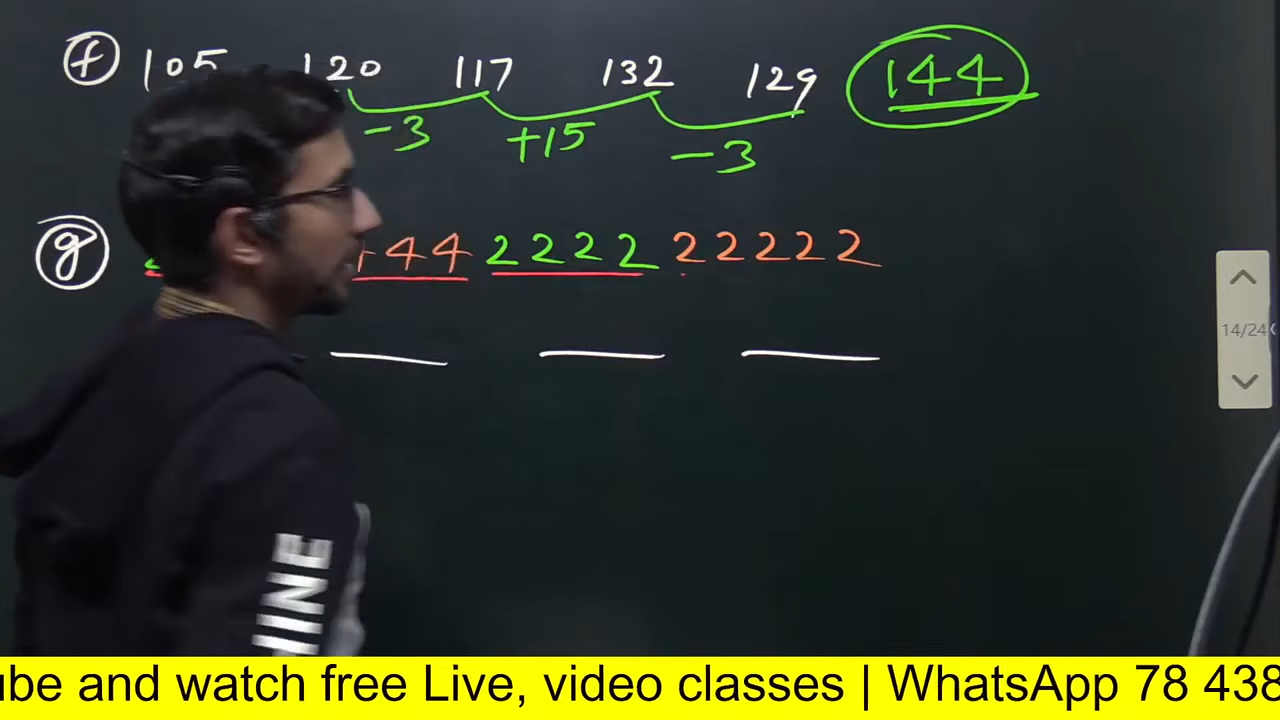 f 105 120 117 132 129 144
-3 +15 -3
g 44 2222 22222
14/24
ube and watch free Live, video classes | WhatsApp 78 438